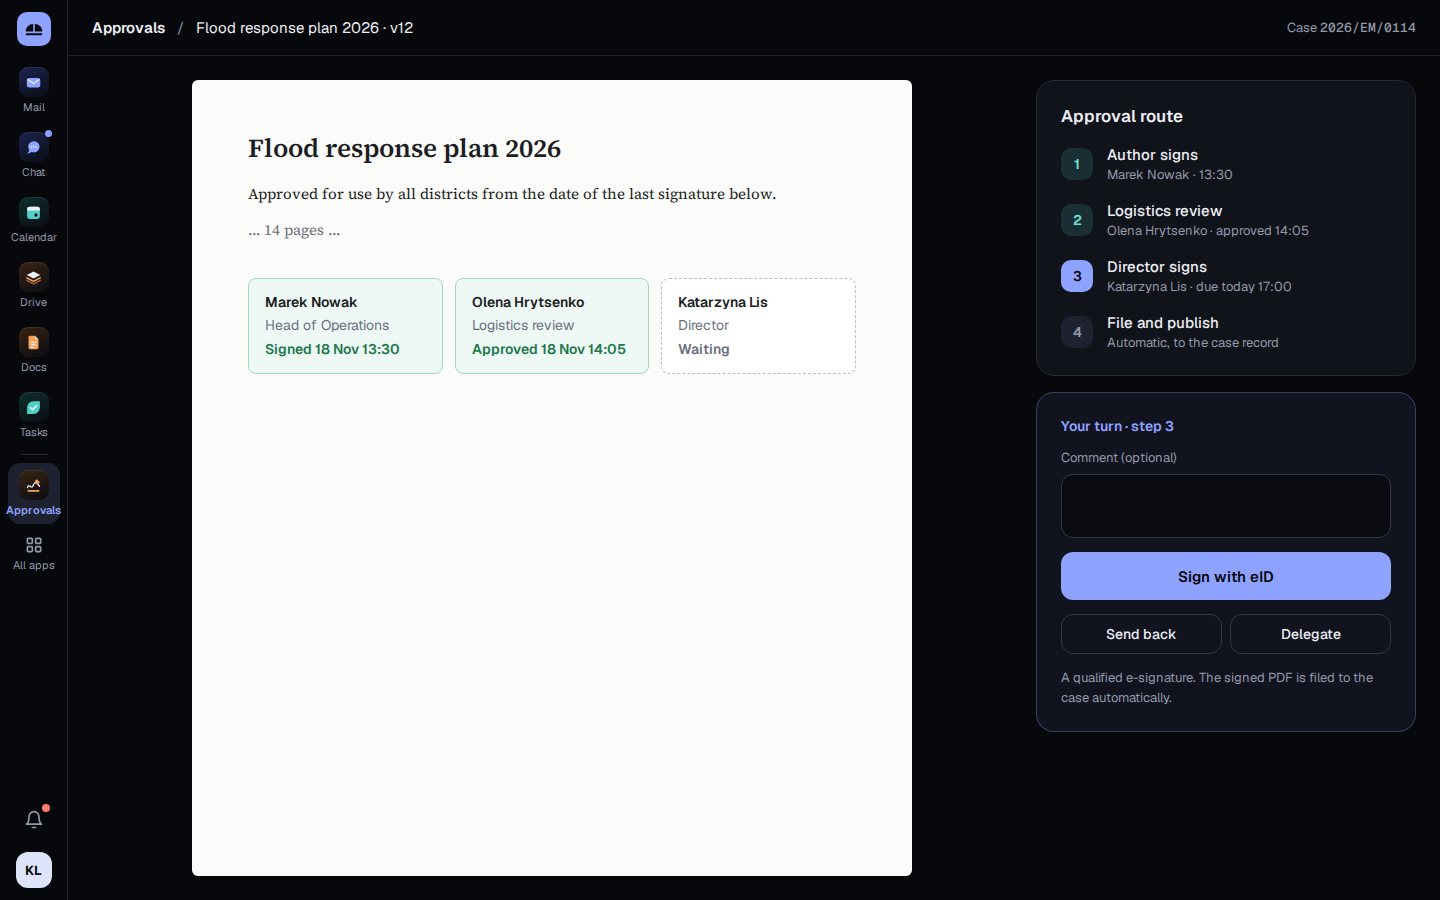 Approvals / Flood response plan 2026 · v12
Case 2026/EM/0114
Mail
Chat
Calendar
Drive
Docs
Tasks
Approvals
All apps
KL
Flood response plan 2026
Approved for use by all districts from the date of the last signature below.
... 14 pages ...
Marek Nowak
Head of Operations
Signed 18 Nov 13:30
Olena Hrytsenko
Logistics review
Approved 18 Nov 14:05
Katarzyna Lis
Director
Waiting
Approval route
1
Author signs
Marek Nowak · 13:30
2
Logistics review
Olena Hrytsenko · approved 14:05
3
Director signs
Katarzyna Lis · due today 17:00
4
File and publish
Automatic, to the case record
Your turn · step 3
Comment (optional)
Sign with eID
Send back
Delegate
A qualified e-signature. The signed PDF is filed to the
case automatically.